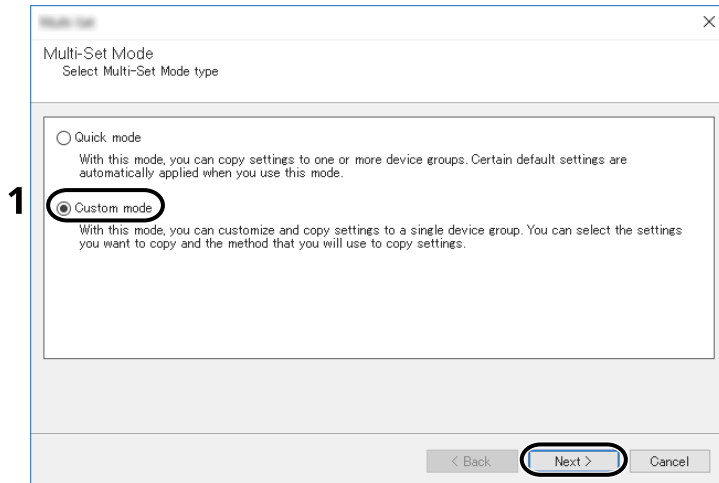 Multi-Set Mode
Select Multi-Set Mode type
Quick mode
With this mode, you can copy settings to one or more device groups. Certain default settings are
automatically applied when you use this mode.
1
Custom mode
With this mode, you can customize and copy settings to a single device group. You can select the settings
you want to copy and the method that you will use to copy settings.
< Back Next > Cancel